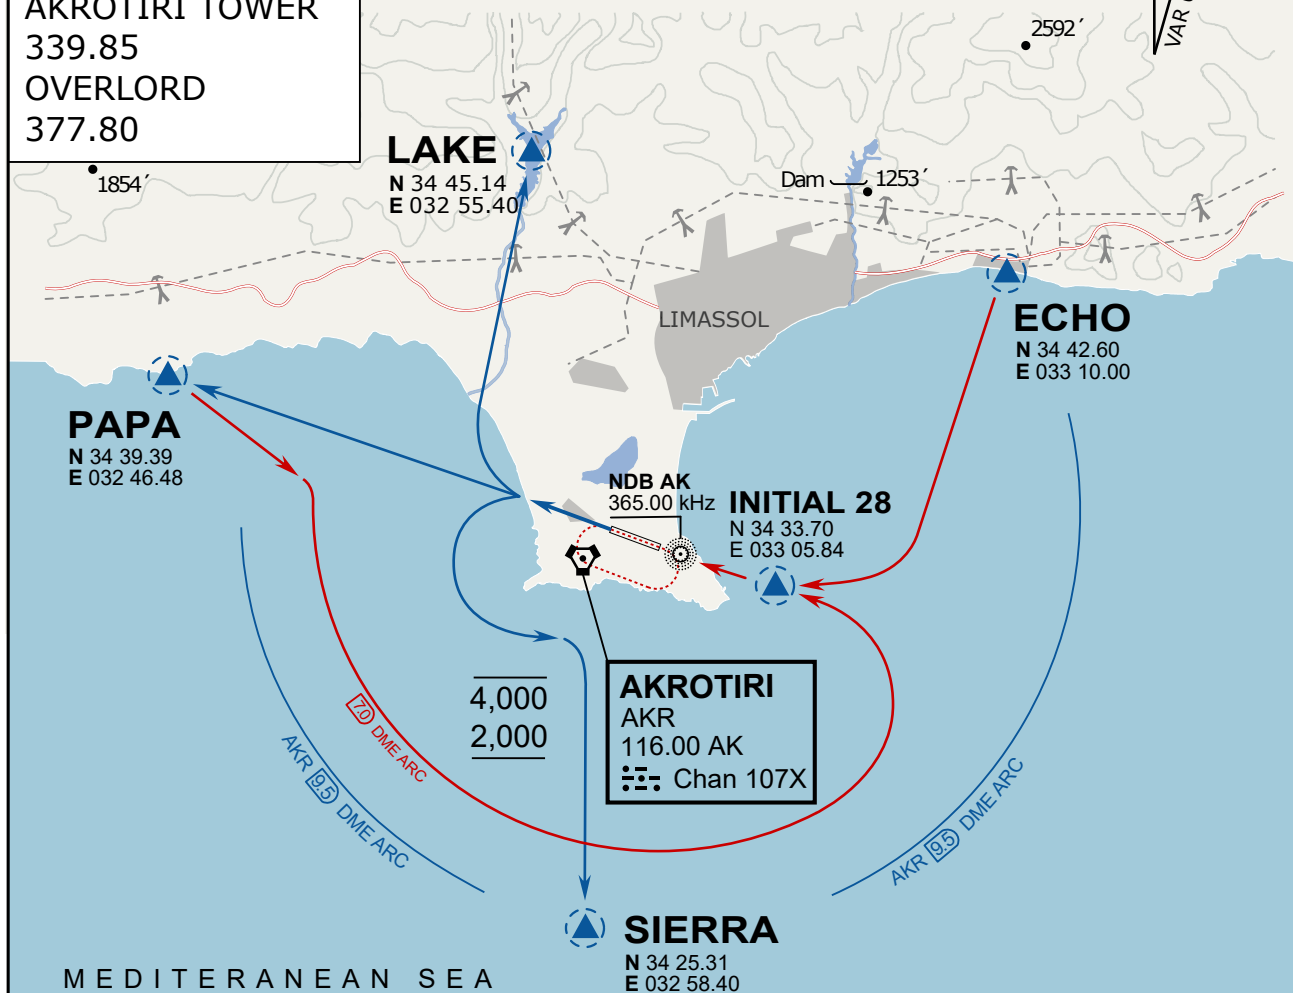 AKROTIRI TOWER
339.85
OVERLORD
377.80
2592´
VAR
1854´
LAKE
N 34 45.14
E 032 55.40
Dam
1253´
LIMASSOL
ECHO
N 34 42.60
E 033 10.00
PAPA
N 34 39.39
E 032 46.48
NDB AK
365.00 kHz
INITIAL 28
N 34 33.70
E 033 05.84
4,000
2,000
AKROTIRI
AKR
116.00 AK
Chan 107X
7.0 DME ARC
AKR 9.5 DME ARC
AKR 9.5 DME ARC
SIERRA
N 34 25.31
E 032 58.40
MEDITERANEAN SEA